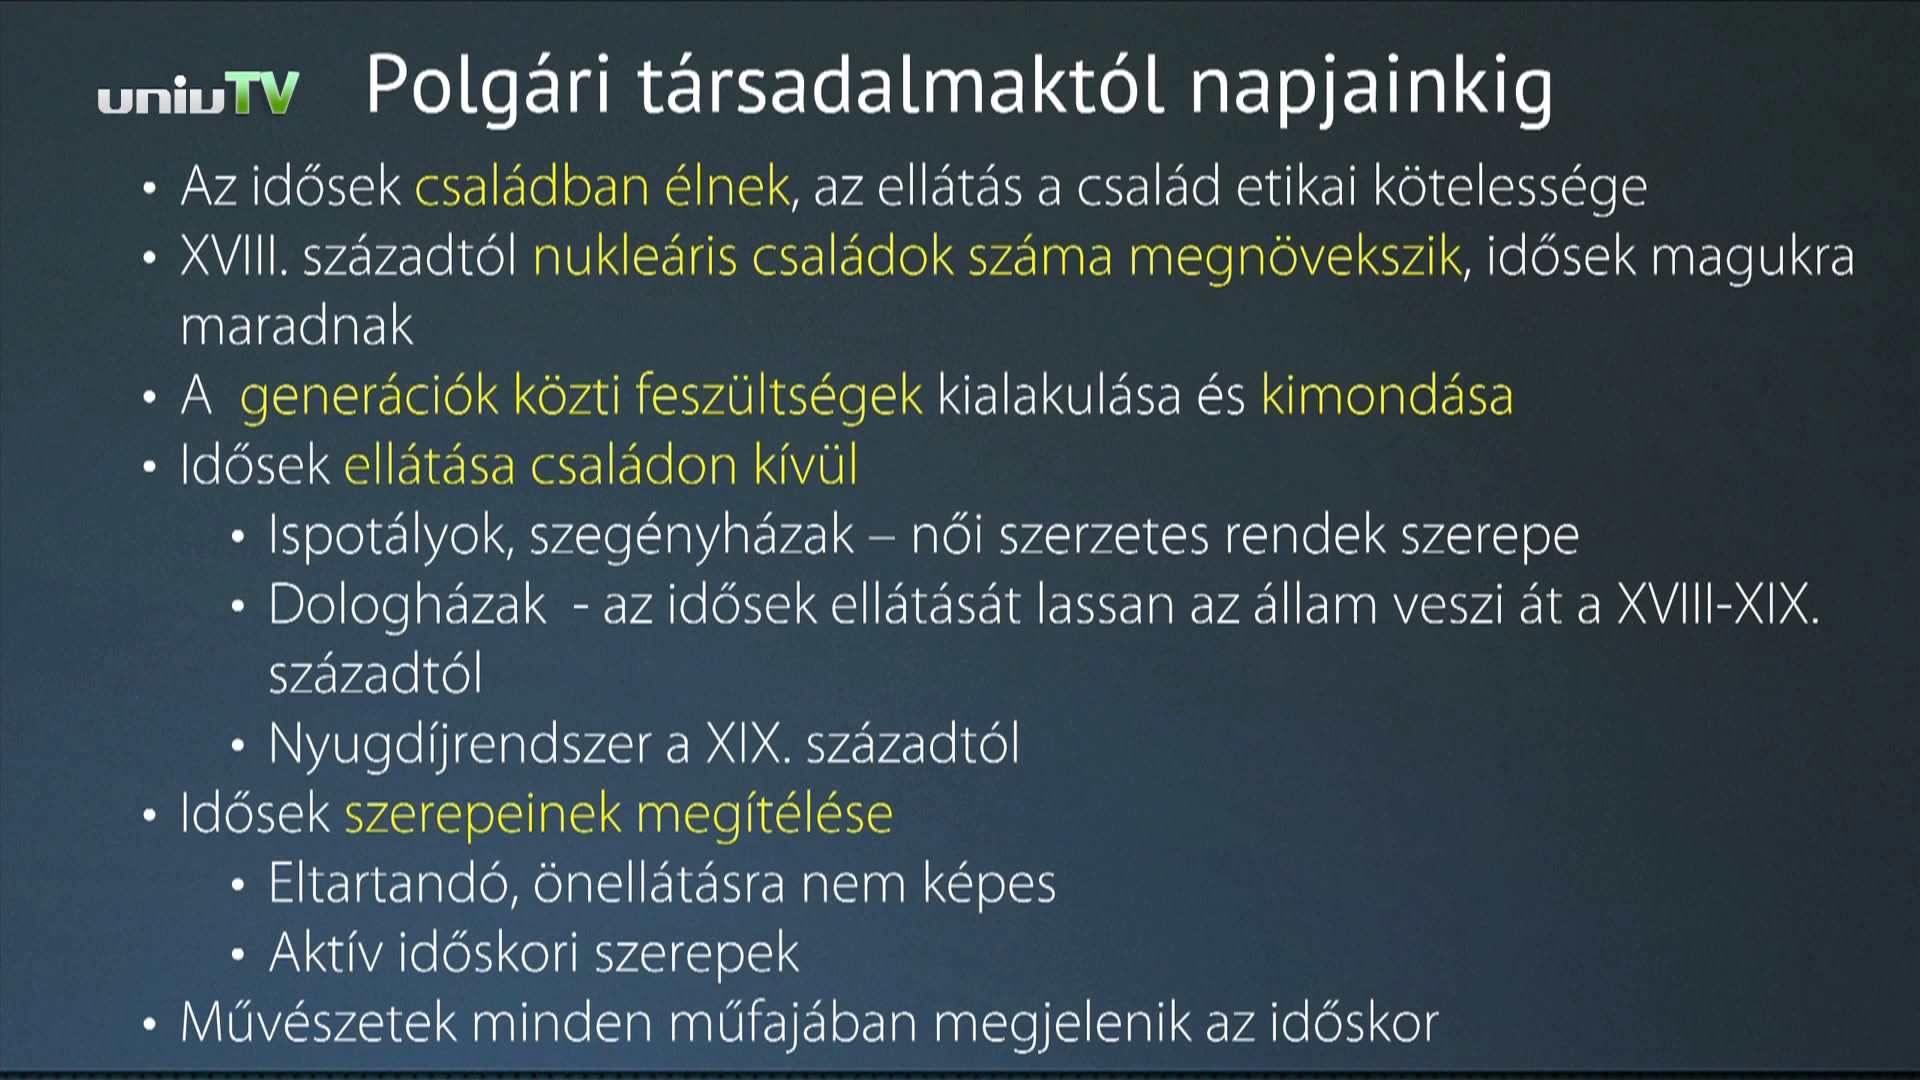 uniuTV
Polgári társadalmaktól napjainkig
• Az idősek családban élnek, az ellátás a család etikai kötelessége
• XVIII. századtól nukleáris családok száma megnövekszik, idősek magukra
maradnak
• A generációk közti feszültségek kialakulása és kimondása
• Idősek ellátása családon kívül
• Ispotályok, szegényházak – női szerzetes rendek szerepe
• Dologházak - az idősek ellátását lassan az állam veszi át a XVIII-XIX.
századtól
• Nyugdíjrendszer a XIX. századtól
• Idősek szerepeinek megítélése
• Eltartandó, önellátásra nem képes
• Aktív időskori szerepek
• Művészetek minden műfajában megjelenik az időskor